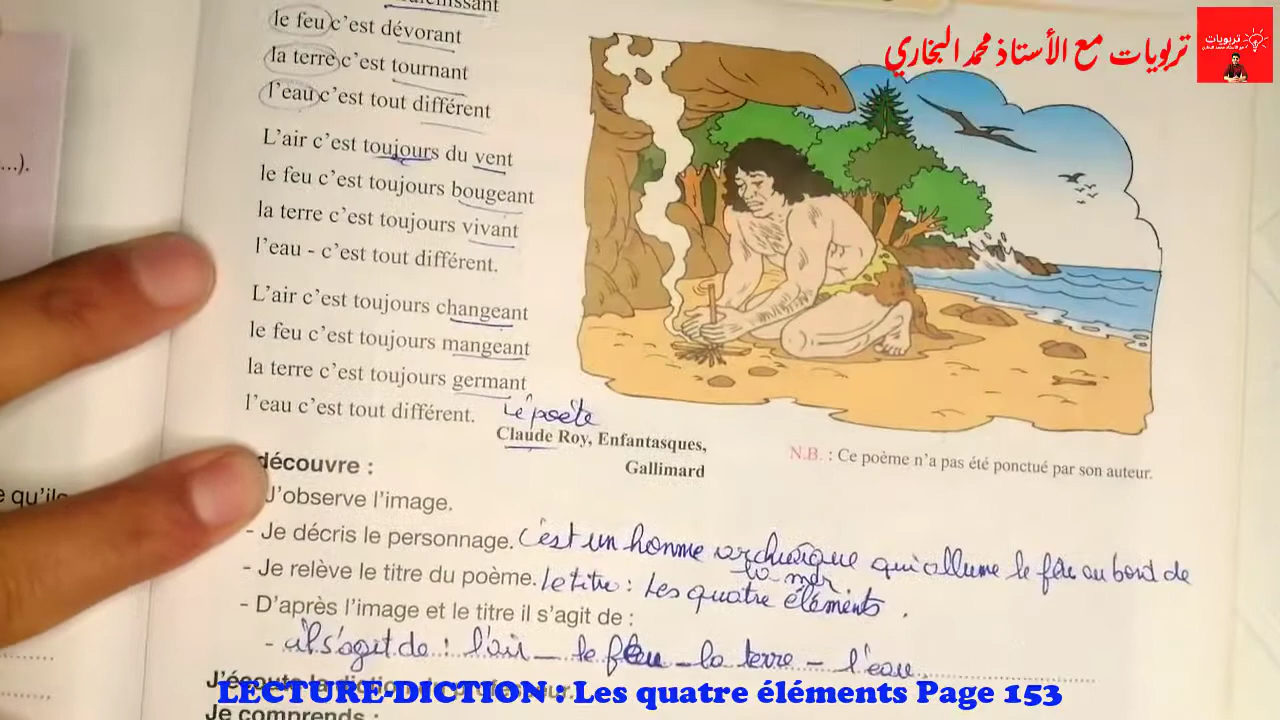 le feu c'est dévorant
la terre c'est tournant
l'eau c'est tout différent
L'air c'est toujours du vent
le feu c'est toujours bougeant
la terre c'est toujours vivant
l'eau - c'est tout différent.
L'air c'est toujours changeant
le feu c'est toujours mangeant
la terre c'est toujours germant
l'eau c'est tout différent.
Le poète
Claude Roy, Enfantasques,
Gallimard
تربويات مع الأستاذ محمد البخاري
تربويات
N.B. : Ce poème n'a pas été ponctué par son auteur.
...).
découvre :
J'observe l'image.
- Je décris le personnage. C'est un homme archaïque qui allume le feu au bord de
la mer
- Je relève le titre du poème. Le titre : Les quatre éléments.
- D'après l'image et le titre il s'agit de :
- il s'agit de : l'air - le feu - la terre - l'eau
e qu'ils
LECTURE-DICTION : Les quatre éléments Page 153
Je comprends :